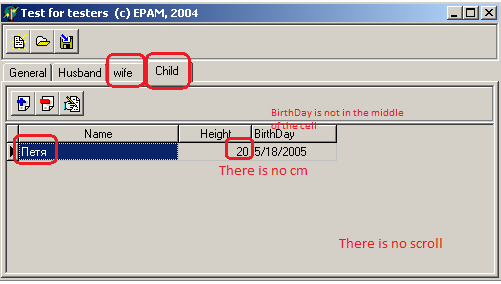 Test for testers (c) EPAM, 2004
General Husband wife Child
BirthDay is not in the middle
of the cell
Name Height BirthDay
Петя 20 5/18/2005
There is no cm
There is no scroll